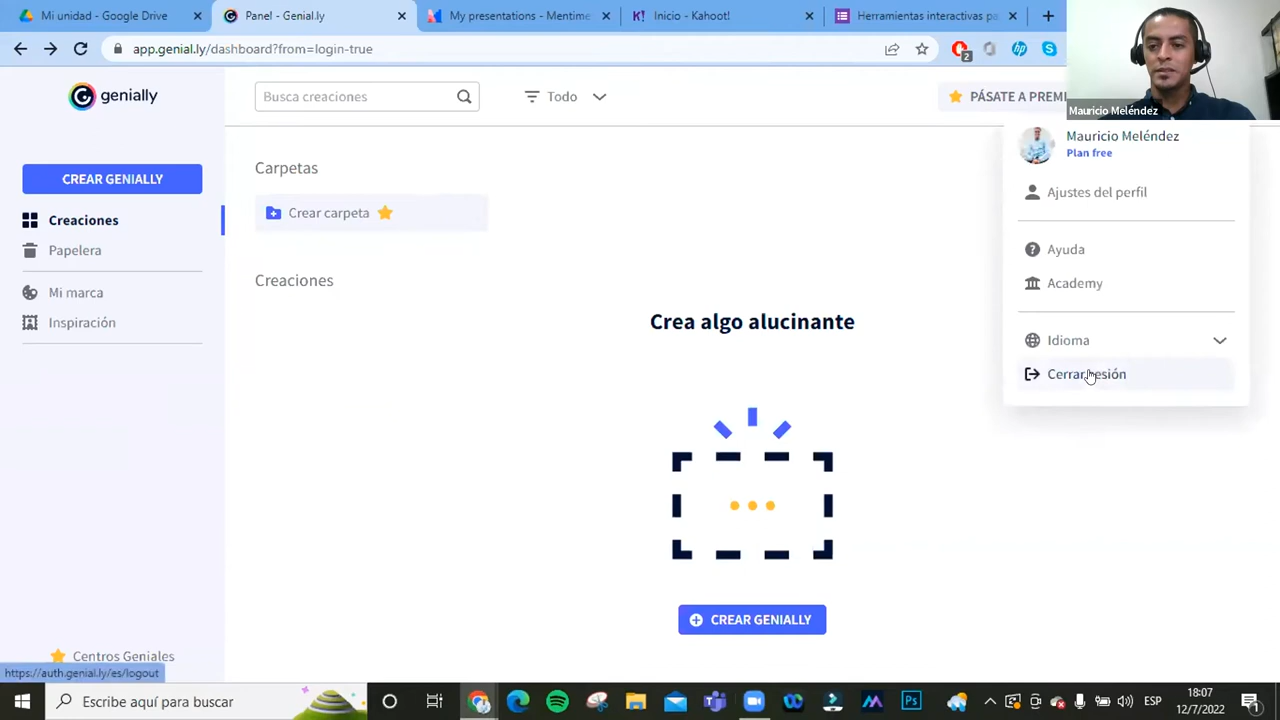 Mi unidad - Google Drive
Panel - Genial.ly
My presentations - Mentime
Inicio - Kahoot!
Herramientas interactivas pa
app.genial.ly/dashboard?from=login-true
2
genially
Busca creaciones
Todo
PÁSATE A PREMI
Mauricio Meléndez
Mauricio Meléndez
Plan free
CREAR GENIALLY
Creaciones
Papelera
Mi marca
Inspiración
Carpetas
Crear carpeta
Creaciones
Crea algo alucinante
CREAR GENIALLY
Ajustes del perfil
Ayuda
Academy
Idioma
Cerrar sesión
Centros Geniales
https://auth.genial.ly/es/logout
Escribe aquí para buscar
Ps
ESP
18:07
12/7/2022
1